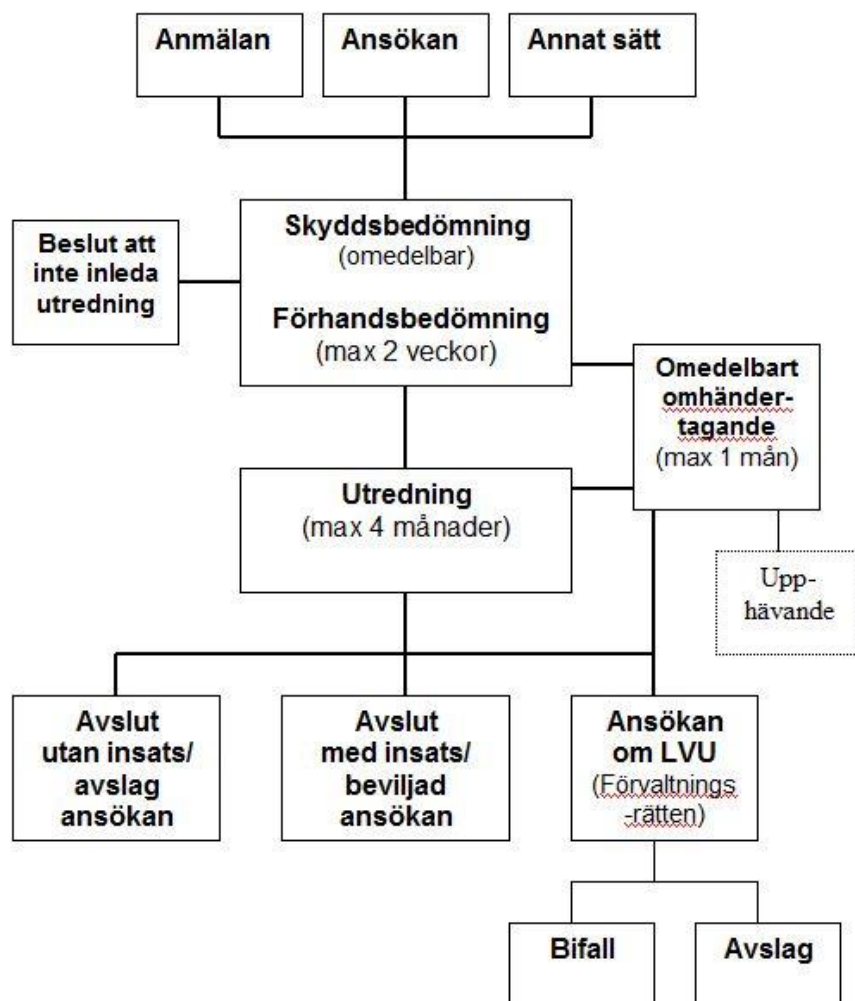 Anmälan
Ansökan
Annat sätt
Beslut att
inte inleda
utredning
Skyddsbedömning
(omedelbar)
Förhandsbedömning
(max 2 veckor)
Omedelbart
omhänder-
tagande
(max 1 mån)
Utredning
(max 4 månader)
Upp-
hävande
Avslut
utan insats/
avslag
ansökan
Avslut
med insats/
beviljad
ansökan
Ansökan
om LVU
(Förvaltnings
-rätten)
Bifall
Avslag